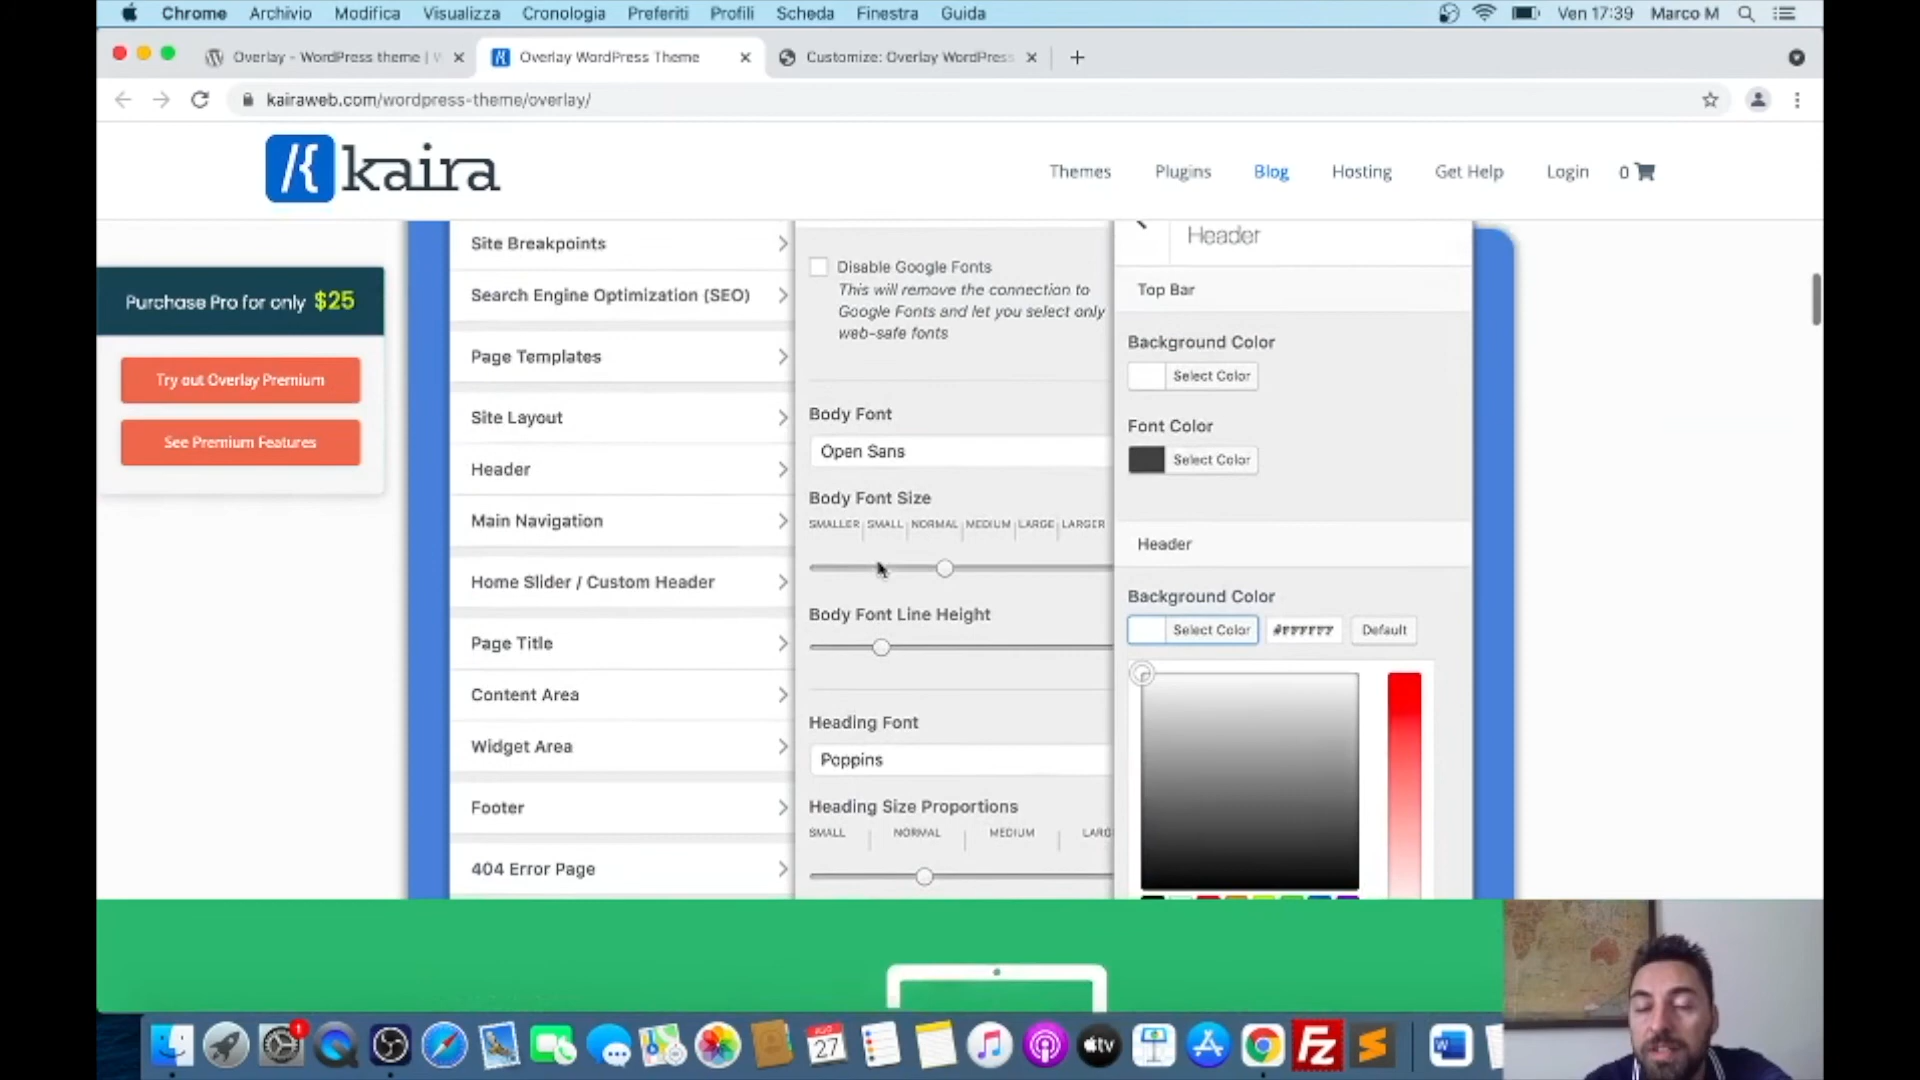 Chrome Archivio Modifica Visualizza Cronologia Preferiti Profili Scheda Finestra Guida Ven 17:39 Marco M
Overlay – WordPress theme | Overlay WordPress Theme Customize: Overlay WordPress
kairaweb.com/wordpress-theme/overlay/
kaira
Themes Plugins Blog Hosting Get Help Login 0
Purchase Pro for only $25
Try out Overlay Premium
See Premium Features
Site Breakpoints
Search Engine Optimization (SEO)
Page Templates
Site Layout
Header
Main Navigation
Home Slider / Custom Header
Page Title
Content Area
Widget Area
Footer
404 Error Page
Disable Google Fonts
This will remove the connection to
Google Fonts and let you select only
web-safe fonts
Body Font
Open Sans
Body Font Size
SMALLER SMALL NORMAL MEDIUM LARGE LARGER
Body Font Line Height
Heading Font
Poppins
Heading Size Proportions
SMALL NORMAL MEDIUM LARG
Header
Top Bar
Background Color
Select Color
Font Color
Select Color
Header
Background Color
Select Color #FFFFFF Default
1
27
tv
Fz
W